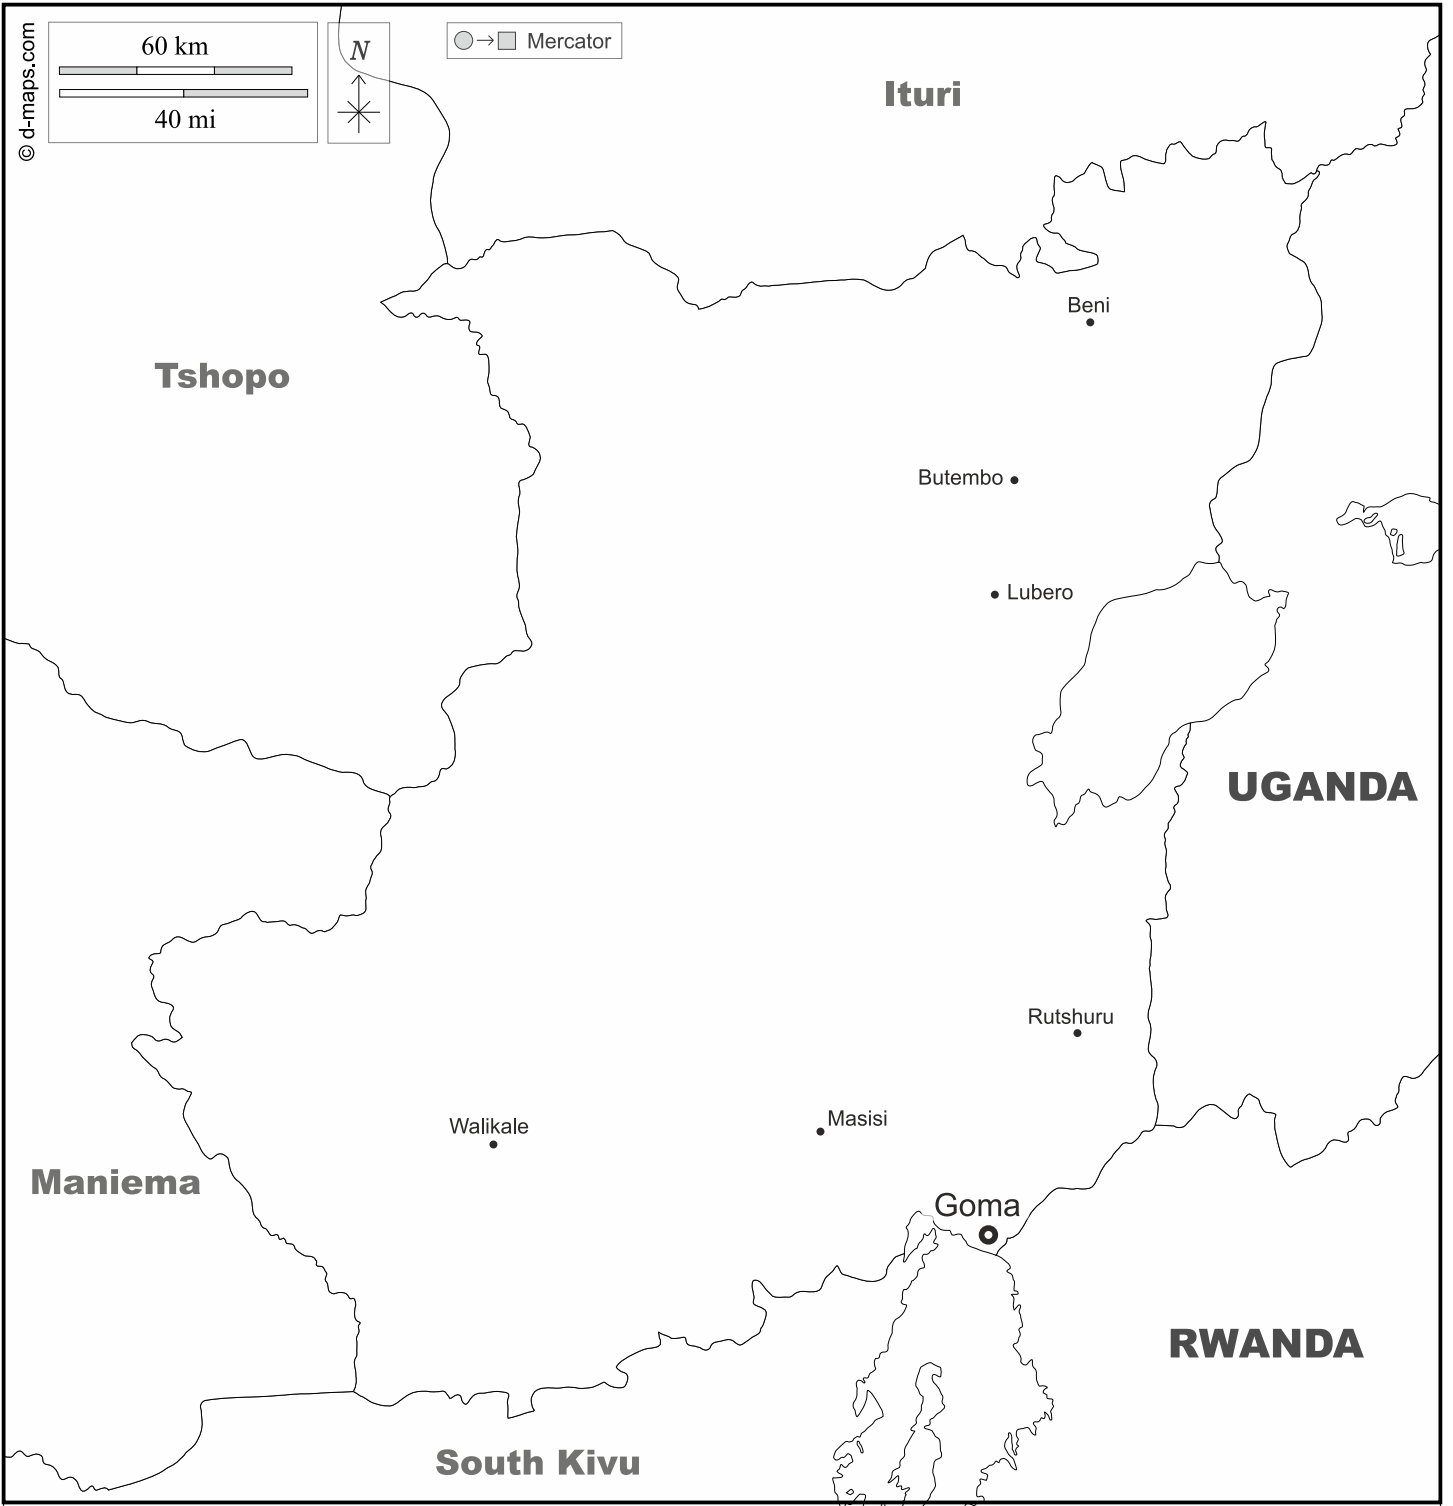 © d-maps.com
60 km
40 mi
N
Mercator
Ituri
Beni
Tshopo
Butembo
Lubero
UGANDA
Rutshuru
Masisi
Walikale
Maniema
Goma
RWANDA
South Kivu